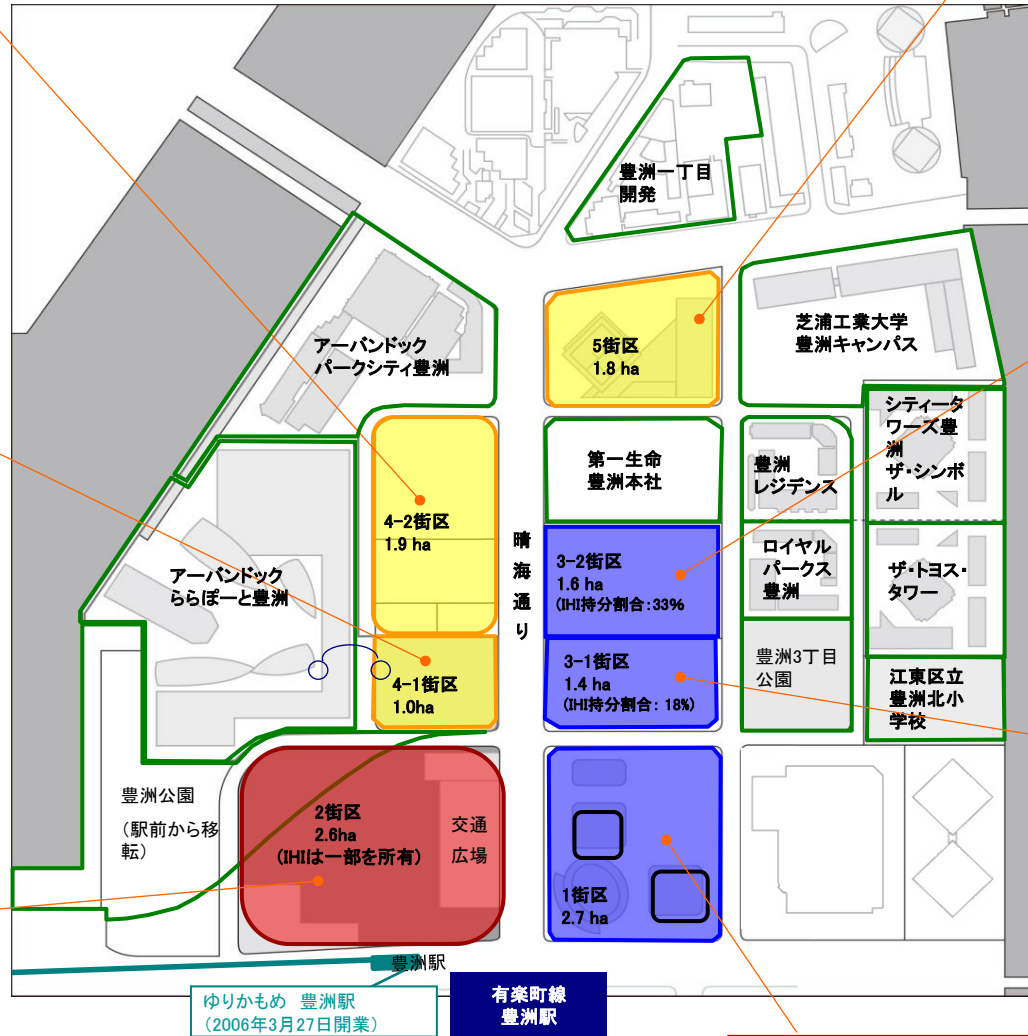 豊洲一丁目
開発
芝浦工業大学
豊洲キャンパス
アーバンドック
パークシティ豊洲
5街区
1.8 ha
シティータ
ワーズ豊
洲
ザ・シンボ
ル
第一生命
豊洲本社
豊洲
レジデンス
4-2街区
1.9 ha
晴
海
通
り
3-2街区
1.6 ha
(IHI持分割合:33%
ロイヤル
パークス
豊洲
ザ・トヨス・
タワー
アーバンドック
ららぽーと豊洲
4-1街区
1.0ha
3-1街区
1.4 ha
(IHI持分割合: 18%)
豊洲3丁目
公園
江東区立
豊洲北小
学校
豊洲公園
(駅前から移
転)
2街区
2.6ha
(IHIは一部を所有)
交通
広場
1街区
2.7 ha
豊洲駅
ゆりかもめ 豊洲駅
(2006年3月27日開業)
有楽町線
豊洲駅